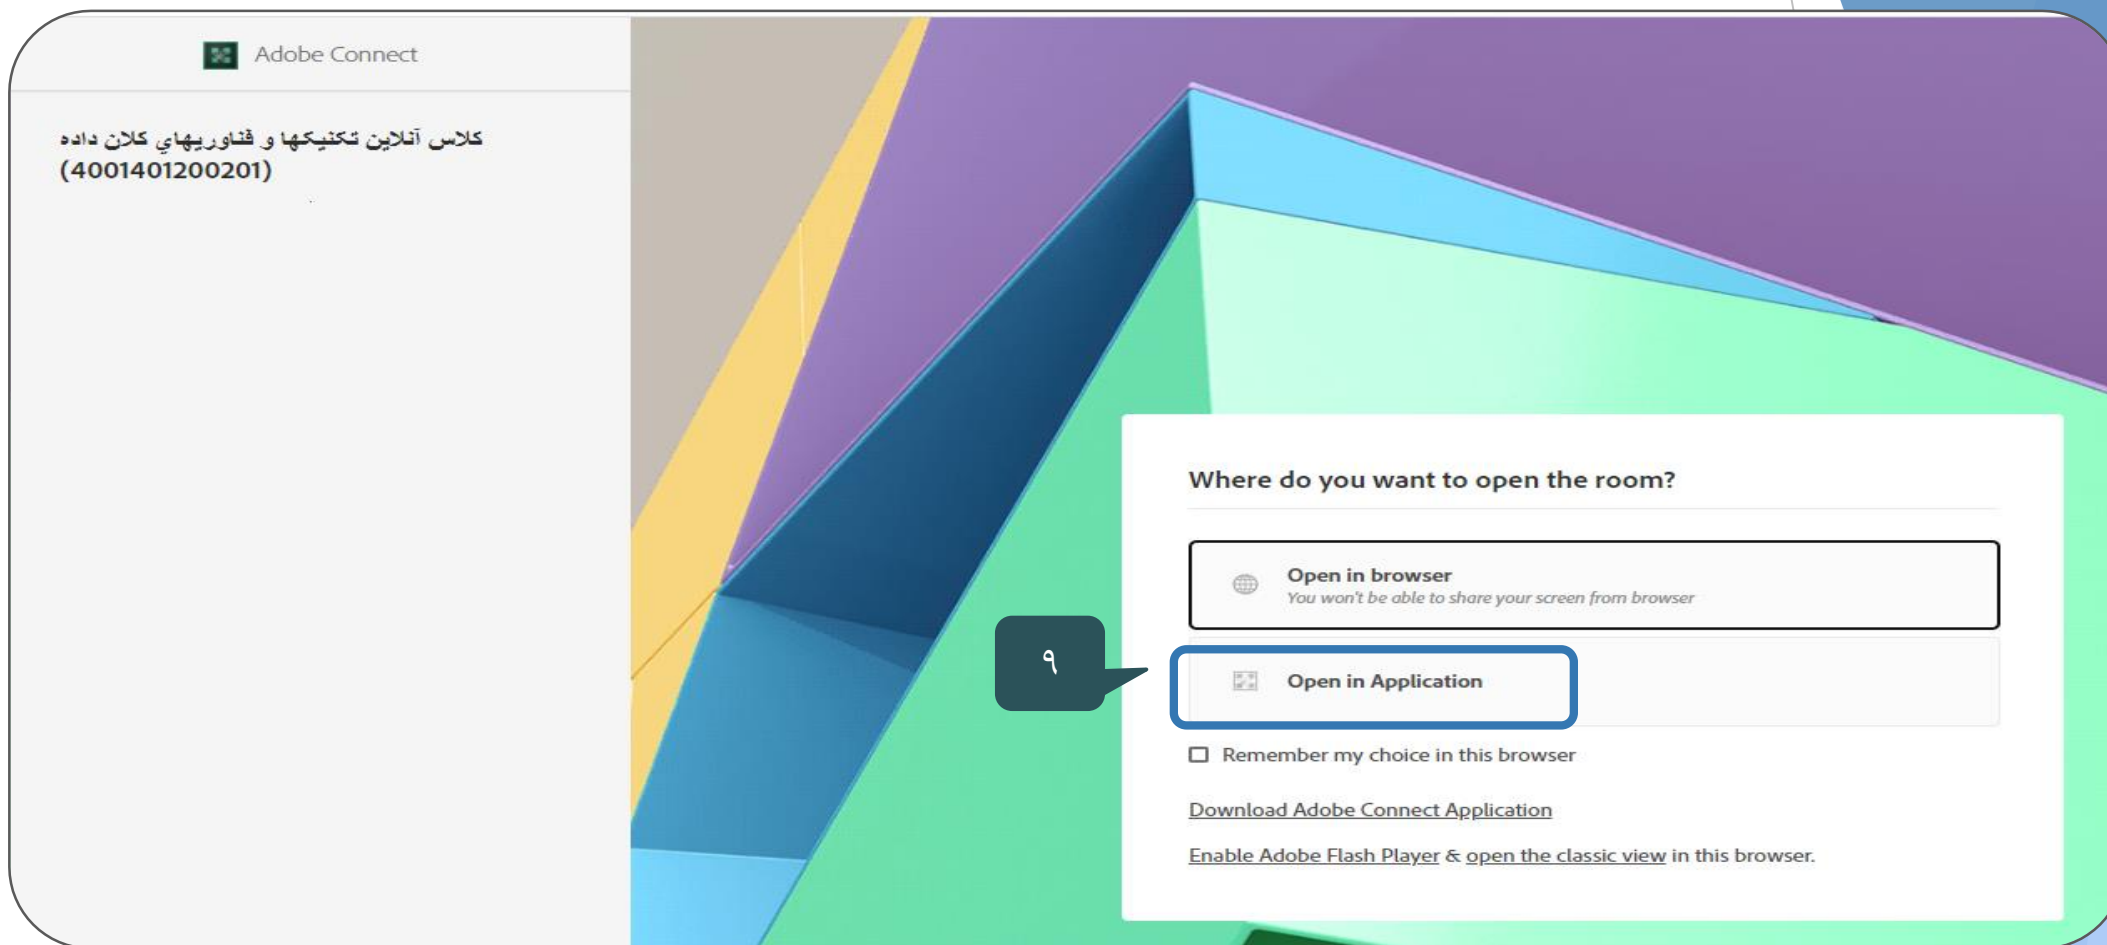 Adobe Connect
كلاس آنلاين تكنيكها و فناوريهاي كلان داده
(4001401200201)
Where do you want to open the room?
Open in browser
You won't be able to share your screen from browser
۹
Open in Application
Remember my choice in this browser
Download Adobe Connect Application
Enable Adobe Flash Player & open the classic view in this browser.